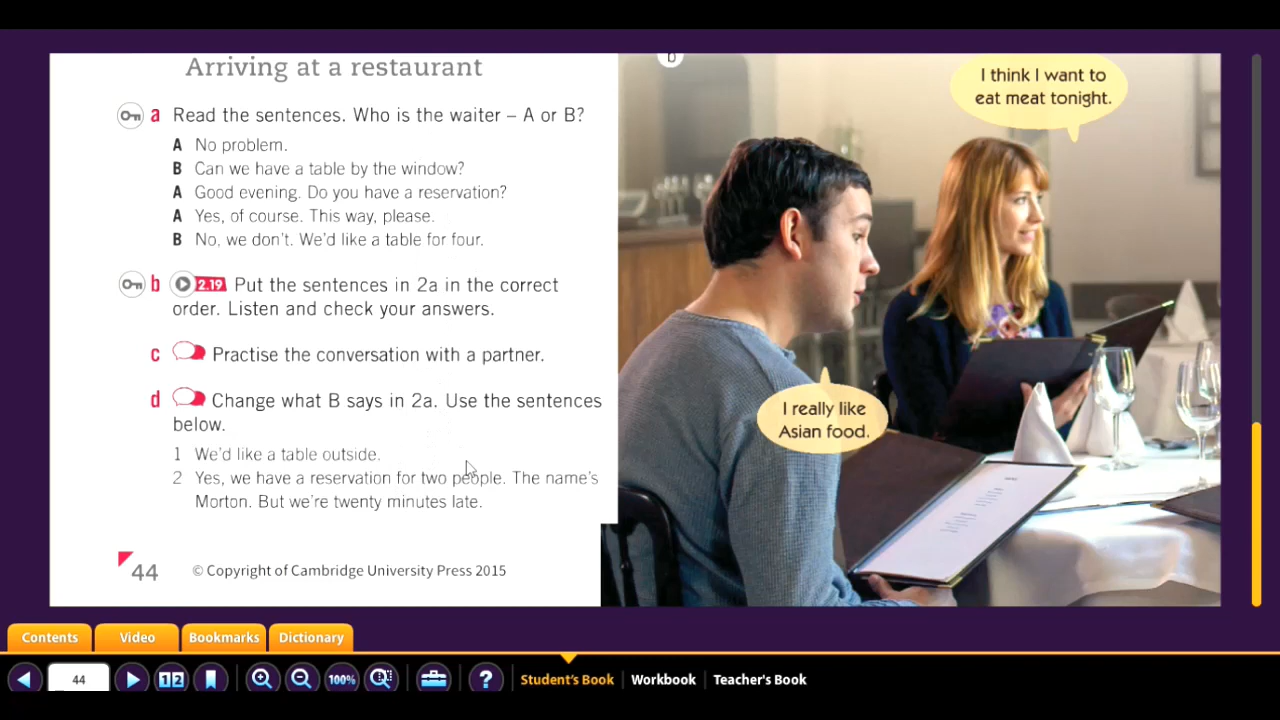 Arriving at a restaurant
a Read the sentences. Who is the waiter – A or B?
A No problem.
B Can we have a table by the window?
A Good evening. Do you have a reservation?
A Yes, of course. This way, please.
B No, we don't. We'd like a table for four.
b 2.19 Put the sentences in 2a in the correct
order. Listen and check your answers.
c Practise the conversation with a partner.
d Change what B says in 2a. Use the sentences
below.
1 We'd like a table outside.
2 Yes, we have a reservation for two people. The name's
Morton. But we're twenty minutes late.
44 © Copyright of Cambridge University Press 2015
b
I think I want to
eat meat tonight.
I really like
Asian food.
Contents Video Bookmarks Dictionary
44 1 2 100% ? Student's Book Workbook Teacher's Book